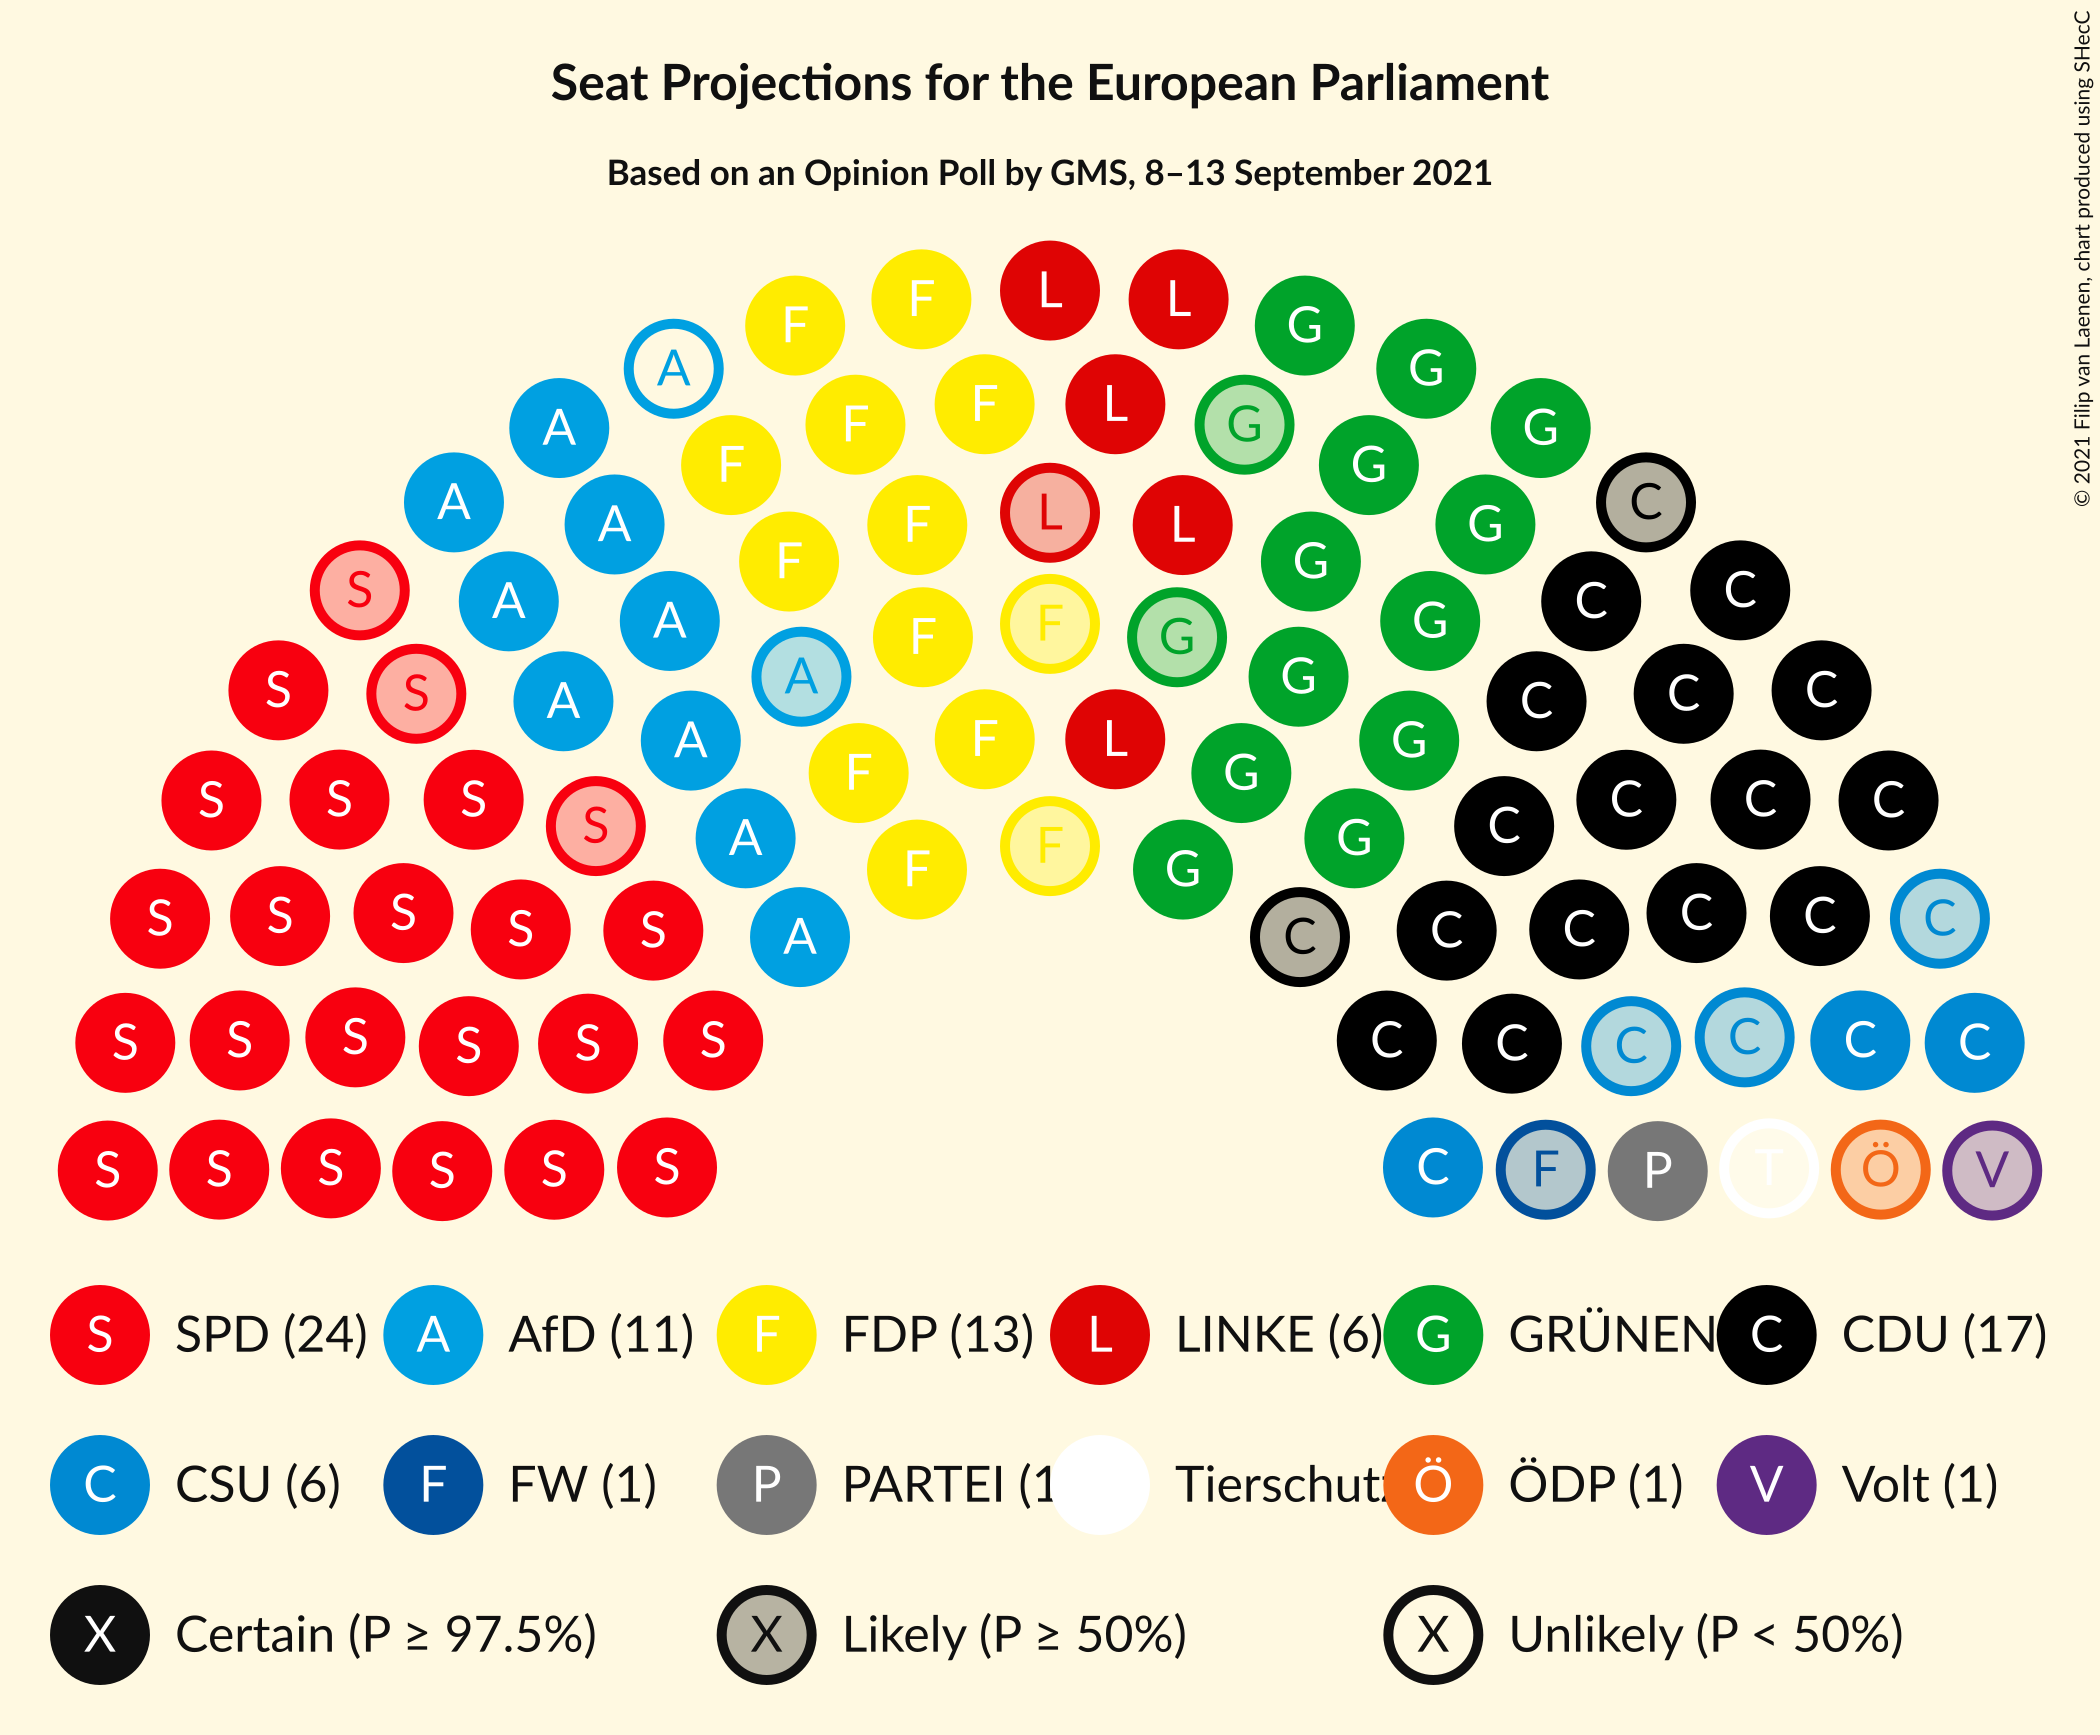 Seat Projections for the European Parliament
Based on an Opinion Poll by GMS, 8–13 September 2021
© 2021 Filip van Laenen, chart produced using SHecC
L
F F L L G
A F F G G
A F F L G G G
A A F F L L G G G C
S A A F F F G G G C C
S S A A A F F L G G G G C C C
S S S S A A F F F G G G C C C C C
S S S S S A C C C C C C
S S S S S S C C C C C C
S S S S S S C F P T Ö V
S SPD (24) A AfD (11) F FDP (13) L LINKE (6) G GRÜNEN C CDU (17)
C CSU (6) F FW (1) P PARTEI (1 Tierschutz Ö ÖDP (1) V Volt (1)
X Certain (P ≥ 97.5%) X Likely (P ≥ 50%) X Unlikely (P < 50%)